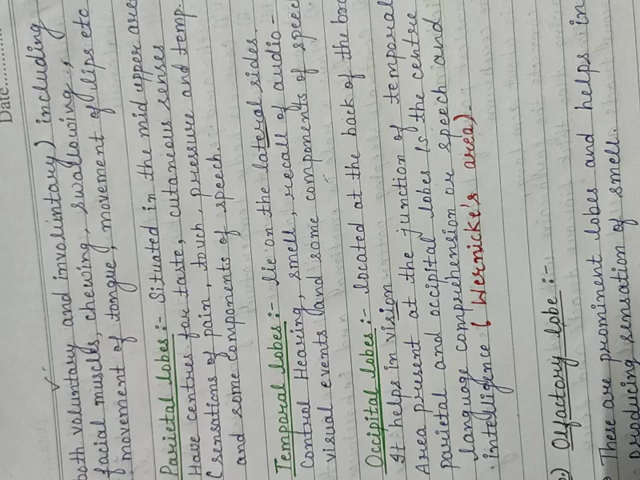 Date..........
both voluntary and involuntary) including
facial muscles, chewing, swallowing,
movement of tongue, movement of lips etc
Parietal lobes:- Situated in the mid upper are
Have centres for taste, cutaneous senses
(sensations of pain, touch, pressure and temp.
and some components of speech.
Temporal lobes:- lie on the lateral sides.
Control Hearing, smell, recall of audio-
visual events and some components of speec
Occipital lobes:- located at the back of the bra
It helps in vision
Area present at the junction of temporal
parietal and occipital lobes is the centre
language comprehension or speech and
intelligence (Wernicke's area).
2) Olfactory lobe:-
These are prominent lobes and helps in
producing sensation of smell.